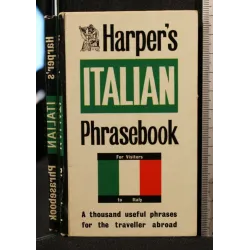 Harper's
ITALIAN
Phrasebook
For Visitors
to Italy
A thousand useful phrases
for the traveller abroad
Harper's
ITALIAN
Phrasebook